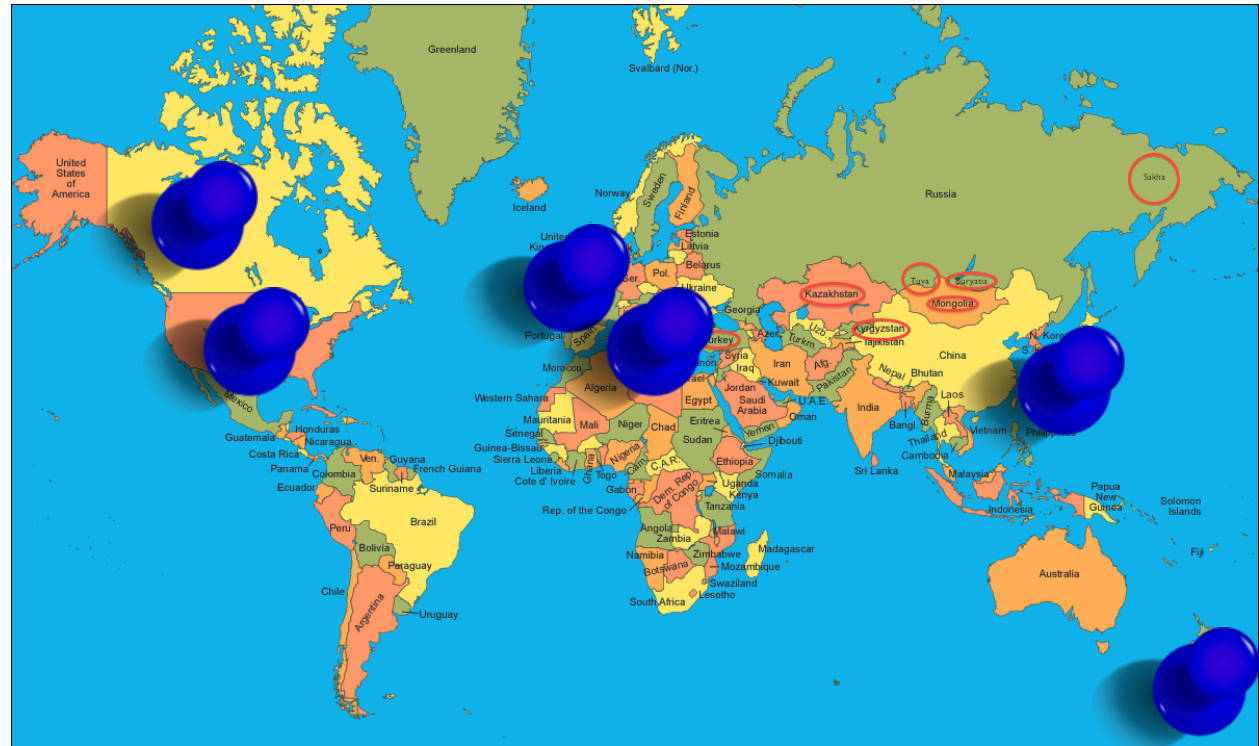 Greenland
Svalbard (Nor.)
United
States
of
America
Iceland
Norway
Sweden
Finland
Russia
Sakha
Estonia
Latvia
Belarus
United
Ger.
Pol.
Ukraine
Kazakhstan
Tuva
Buryatia
Mongolia
Georgia
Uzb.
Kyrgyzstan
Portugal
Spain
Turkey
Azer.
Turkm.
Tajikistan
China
N. Korea
Morocco
Algeria
Syria
Iraq
Iran
Afg.
Nepal
Bhutan
Mexico
Western Sahara
Egypt
Jordan
Kuwait
Pakistan
Laos
Saudi
Arabia
U.A.E.
Oman
India
Burma
Mauritania
Mali
Niger
Chad
Eritrea
Yemen
Bangl.
Vietnam
Philippines
Honduras
Senegal
Sudan
Djibouti
Thailand
Guatemala
Nicaragua
Guinea-Bissau
Nigeria
Cambodia
Costa Rica
Ven.
Guyana
Sierra Leone
Ghana
Cam.
C.A.R.
Ethiopia
Somalia
Sri Lanka
Malaysia
Panama
Colombia
French Guiana
Liberia
Togo
Uganda
Papua
New
Guinea
Ecuador
Suriname
Cote d' Ivoire
Gabon
Dem. Rep
of Congo
Kenya
Indonesia
Solomon
Islands
Rep. of the Congo
Tanzania
Peru
Brazil
Angola
Malawi
Bolivia
Zambia
Madagascar
Fiji
Paraguay
Namibia
Zimbabwe
Botswana
Mozambique
Australia
Chile
Swaziland
Argentina
Uruguay
South Africa
Lesotho